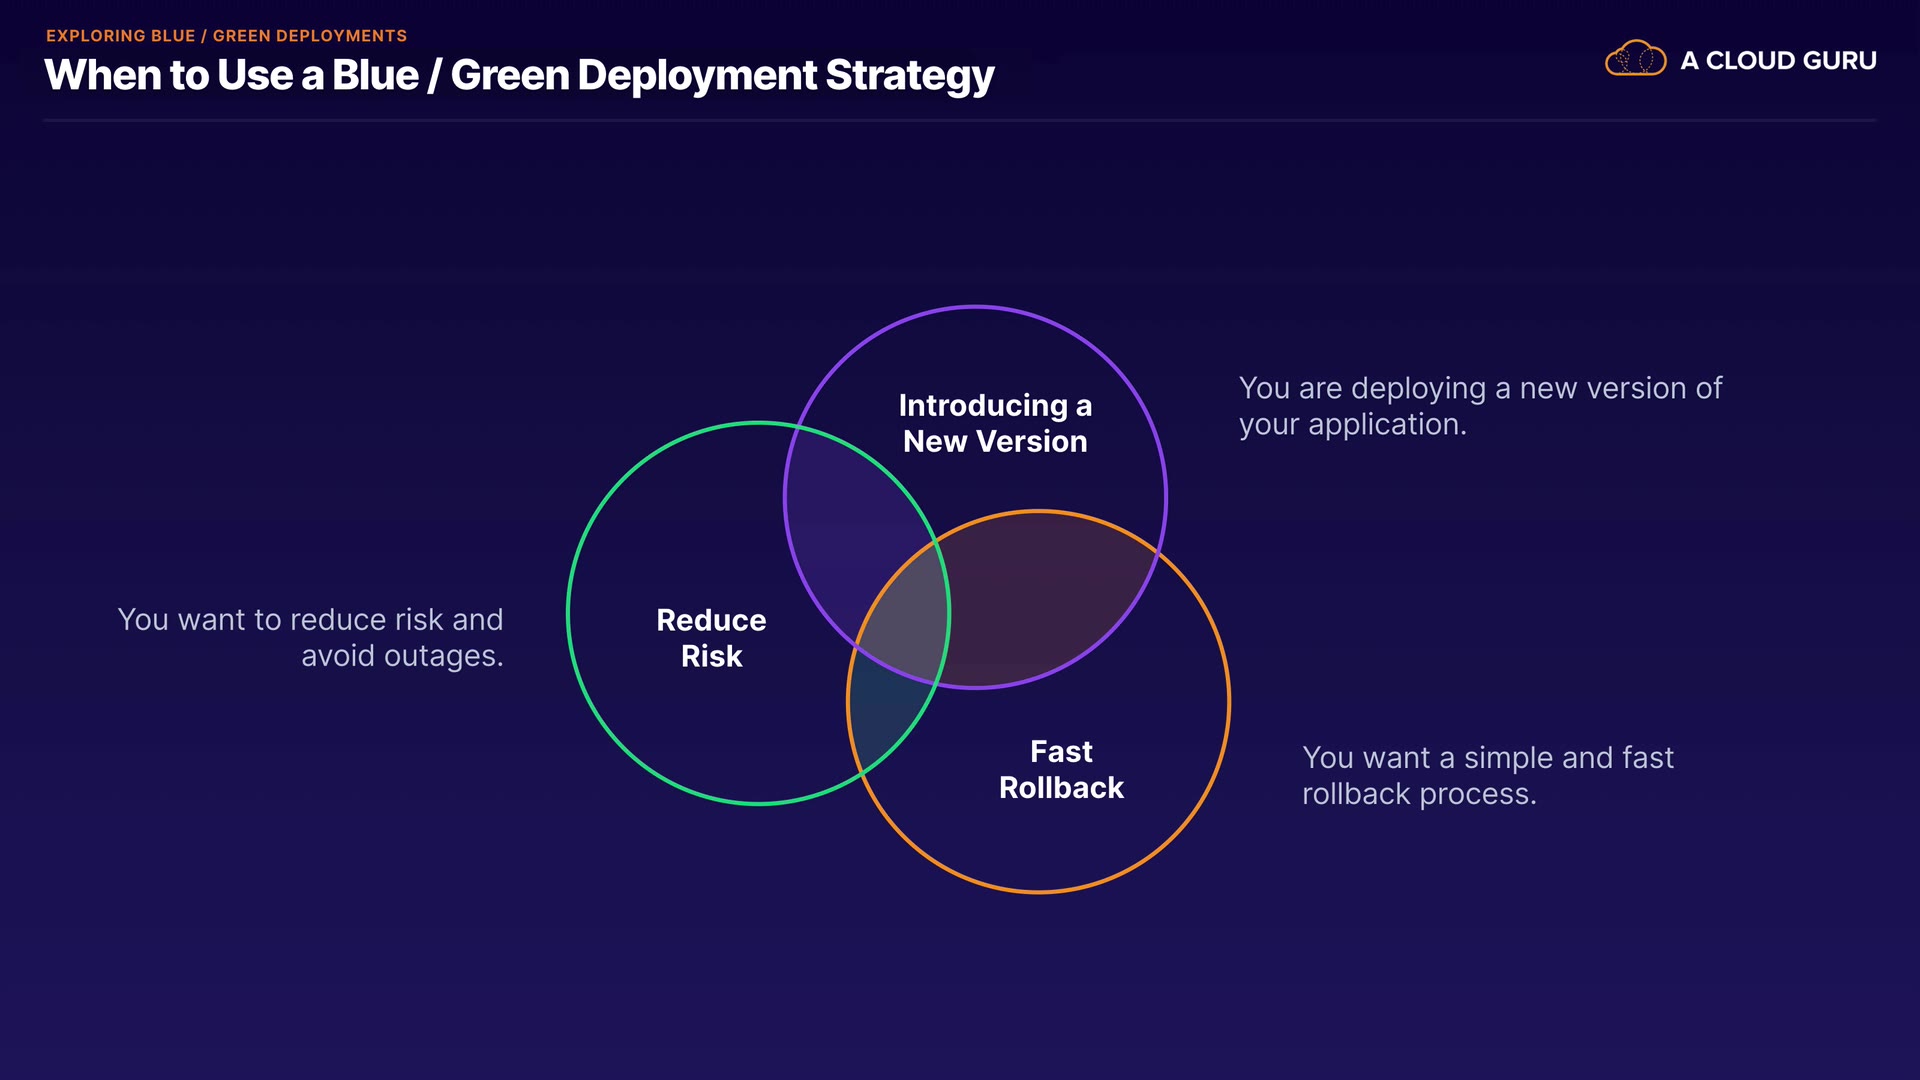 EXPLORING BLUE / GREEN DEPLOYMENTS
When to Use a Blue / Green Deployment Strategy
A CLOUD GURU
Introducing a
New Version
You are deploying a new version of
your application.
Reduce
Risk
You want to reduce risk and
avoid outages.
Fast
Rollback
You want a simple and fast
rollback process.